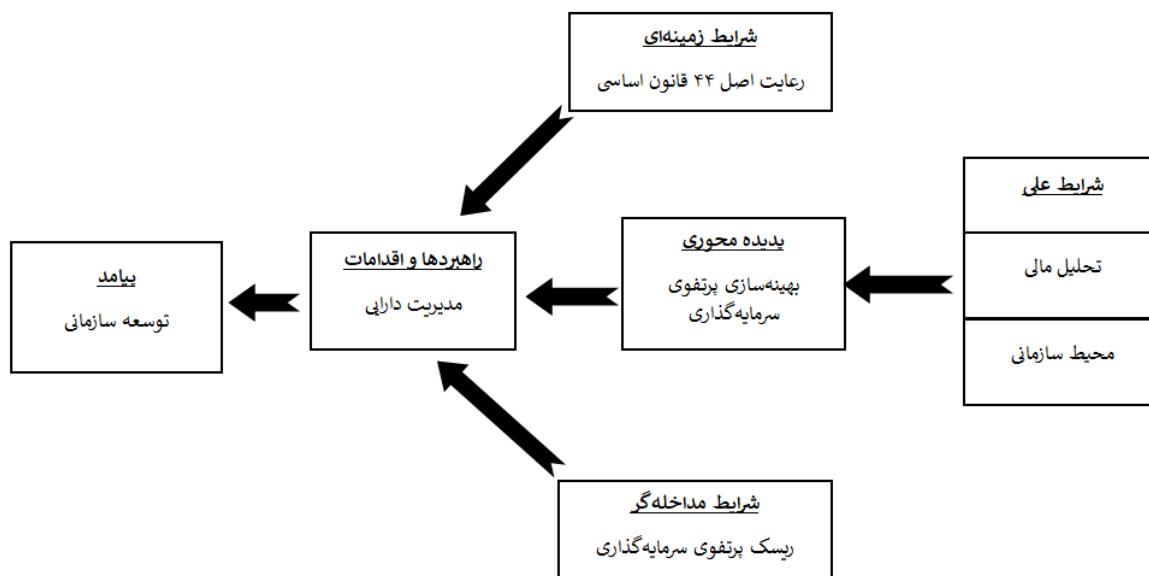 شرایط زمینه‌ای
رعایت اصل ۴۴ قانون اساسی
شرایط علی
تحلیل مالی
محیط سازمانی
پدیده محوری
بهینه‌سازی پرتفوی
سرمایه‌گذاری
راهبردها و اقدامات
مدیریت دارایی
پیامد
توسعه سازمانی
شرایط مداخله‌گر
ریسک پرتفوی سرمایه‌گذاری